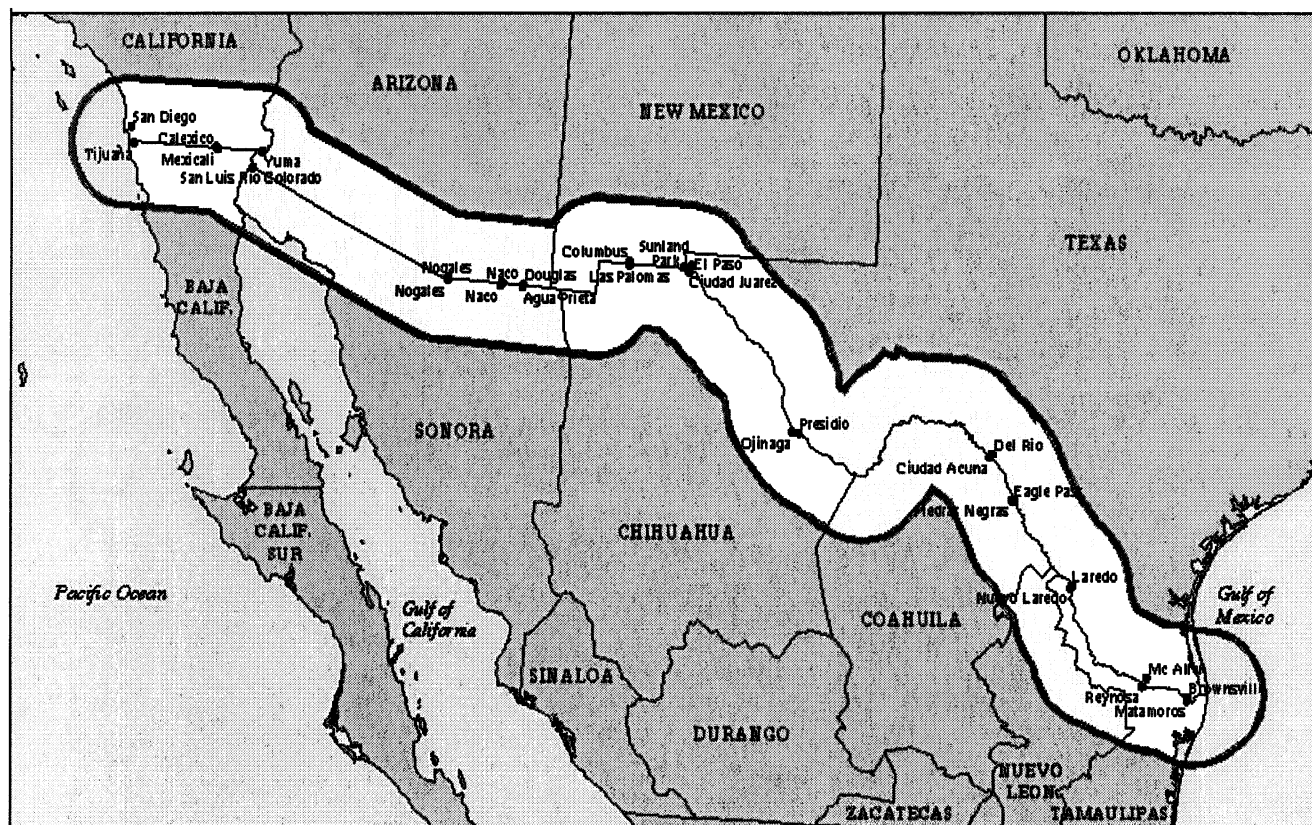 CALIFORNIA
OKLAHOMA
ARIZONA
NEW MEXICO
San Diego
Calexico
Tijuana
Mexicali
Yuma
San Luis Rio Colorado
TEXAS
Columbus
Sunland
Park
El Paso
Las Palomas
Ciudad Juarez
Nogales
Naco
Douglas
Nogales
Naco
Agua Prieta
BAJA
CALIF.
SONORA
Presidio
Ojinaga
Del Rio
Ciudad Acuna
Eagle Pass
Piedras Negras
BAJA
CALIF.
SUR
CHIHUAHUA
Pacific Ocean
Gulf of
California
Laredo
Nuevo Laredo
Gulf of
Mexico
COAHUILA
SINALOA
Mc Allen
Reynosa
Brownsville
Matamoros
DURANGO
NUEVO
LEON
ZACATECAS
TAMAULIPAS